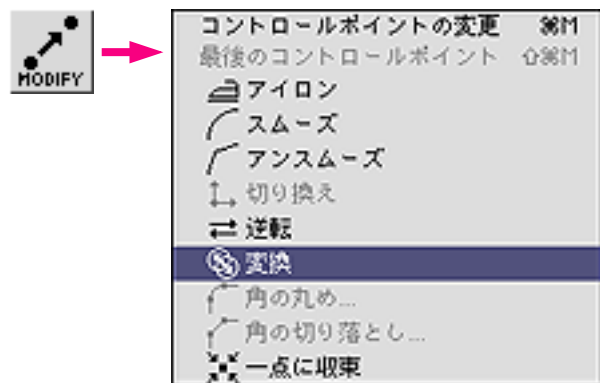 MODIFY
コントロールポイントの変更 ⌘M
最後のコントロールポイント ⇧⌘M
アイロン
スムーズ
アンスムーズ
切り換え
逆転
変換
角の丸め...
角の切り落とし...
一点に収束